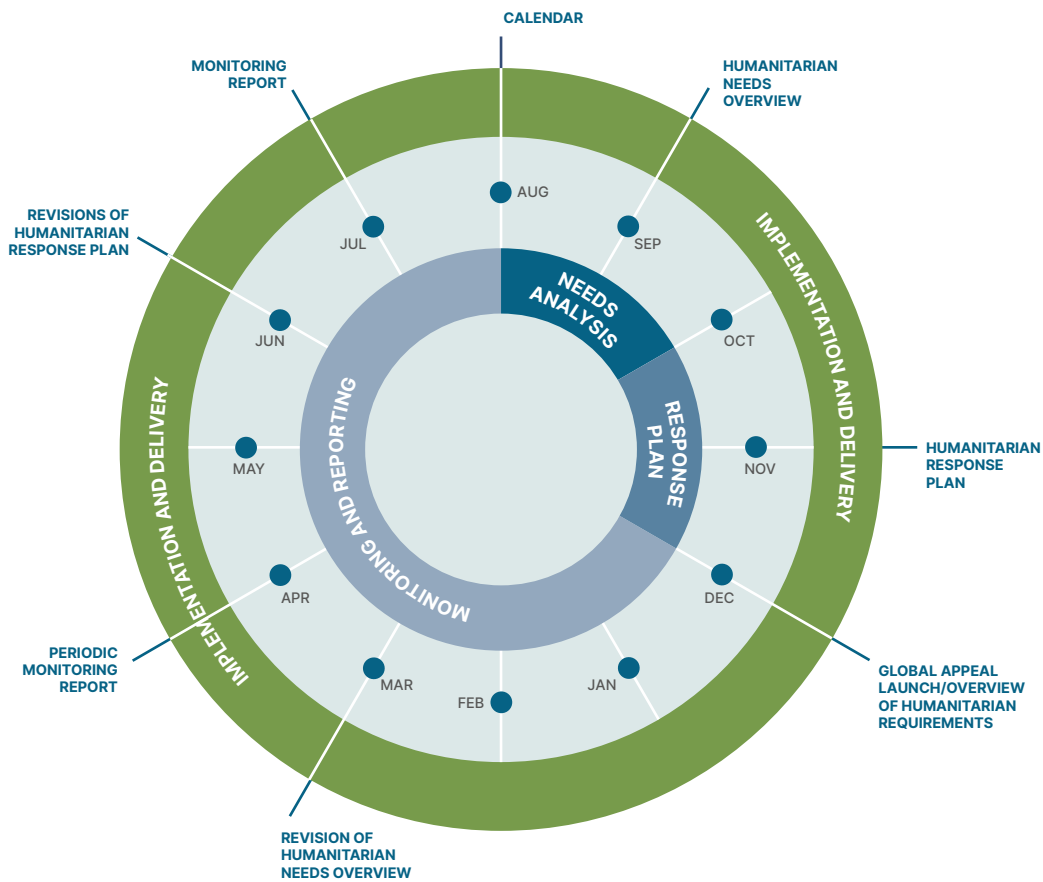 CALENDAR
HUMANITARIAN
NEEDS
OVERVIEW
MONITORING
REPORT
REVISIONS OF
HUMANITARIAN
RESPONSE PLAN
AUG
SEP
JUL
OCT
JUN
NOV
MAY
DEC
APR
JAN
FEB
MAR
NEEDS
ANALYSIS
RESPONSE
PLAN
MONITORING AND REPORTING
IMPLEMENTATION AND DELIVERY
IMPLEMENTATION AND DELIVERY
HUMANITARIAN
RESPONSE
PLAN
GLOBAL APPEAL
LAUNCH/OVERVIEW
OF HUMANITARIAN
REQUIREMENTS
PERIODIC
MONITORING
REPORT
REVISION OF
HUMANITARIAN
NEEDS OVERVIEW